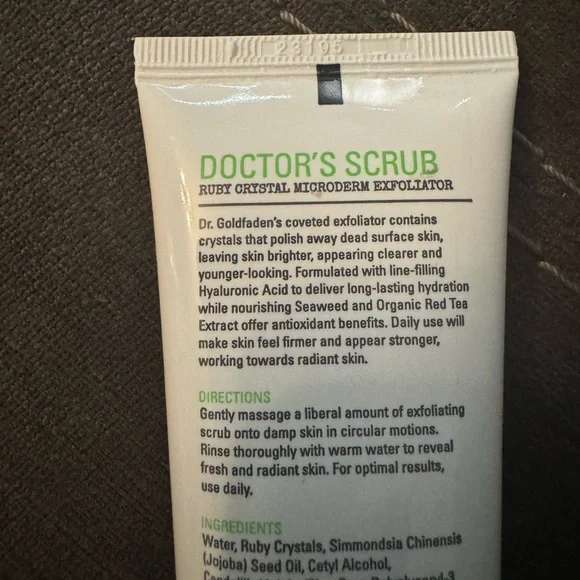 23195
DOCTOR'S SCRUB
RUBY CRYSTAL MICRODERM EXFOLIATOR
Dr. Goldfaden's coveted exfoliator contains
crystals that polish away dead surface skin,
leaving skin brighter, appearing clearer and
younger-looking. Formulated with line-filling
Hyaluronic Acid to deliver long-lasting hydration
while nourishing Seaweed and Organic Red Tea
Extract offer antioxidant benefits. Daily use will
make skin feel firmer and appear stronger,
working towards radiant skin.
DIRECTIONS
Gently massage a liberal amount of exfoliating
scrub onto damp skin in circular motions.
Rinse thoroughly with warm water to reveal
fresh and radiant skin. For optimal results,
use daily.
INGREDIENTS
Water, Ruby Crystals, Simmondsia Chinensis
(Jojoba) Seed Oil, Cetyl Alcohol,